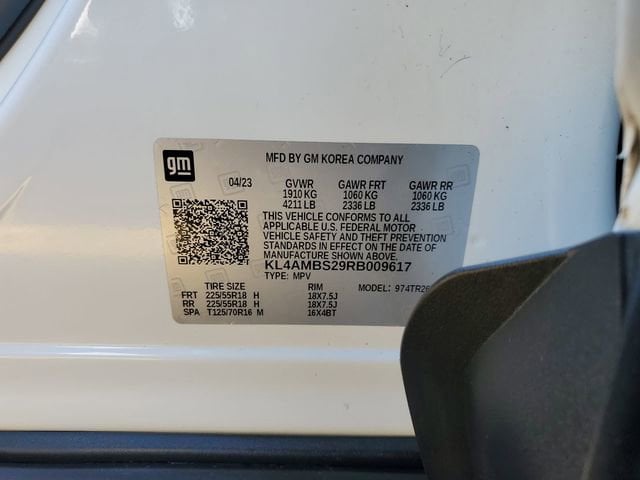 gm
MFD BY GM KOREA COMPANY
04/23 GVWR GAWR FRT GAWR RR
1910 KG 1060 KG 1060 KG
4211 LB 2336 LB 2336 LB
THIS VEHICLE CONFORMS TO ALL
APPLICABLE U.S. FEDERAL MOTOR
VEHICLE SAFETY AND THEFT PREVENTION
STANDARDS IN EFFECT ON THE DATE OF
MANUFACTURE SHOWN ABOVE.
KL4AMBS29RB009617
TYPE: MPV
TIRE SIZE RIM MODEL: 974TR26
FRT 225/55R18 H 18X7.5J
RR 225/55R18 H 18X7.5J
SPA T125/70R16 M 16X4BT